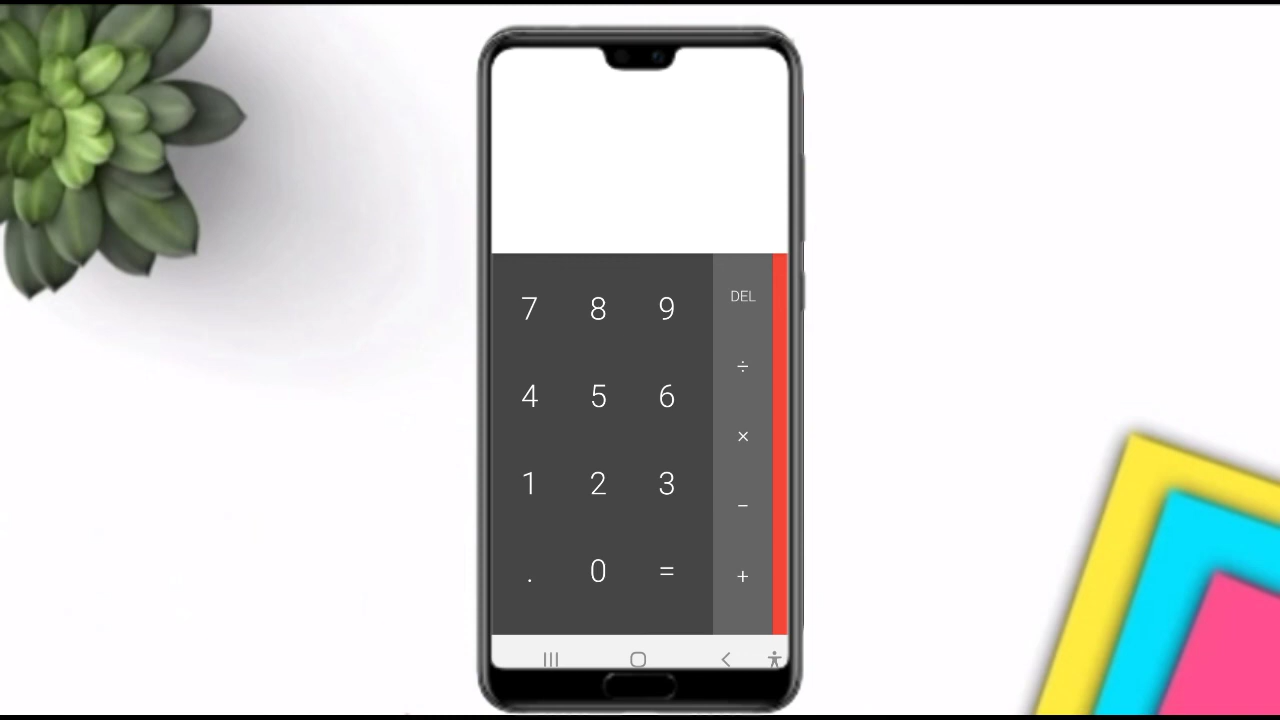 7 8 9 DEL
÷
4 5 6
×
1 2 3
−
. 0 = +